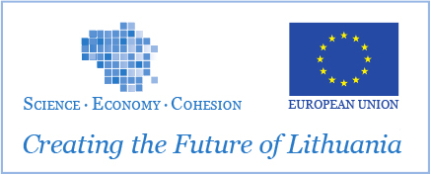 SCIENCE · ECONOMY · COHESION
EUROPEAN UNION
Creating the Future of Lithuania